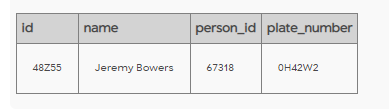 id name person_id plate_number
48Z55 Jeremy Bowers 67318 0H42W2